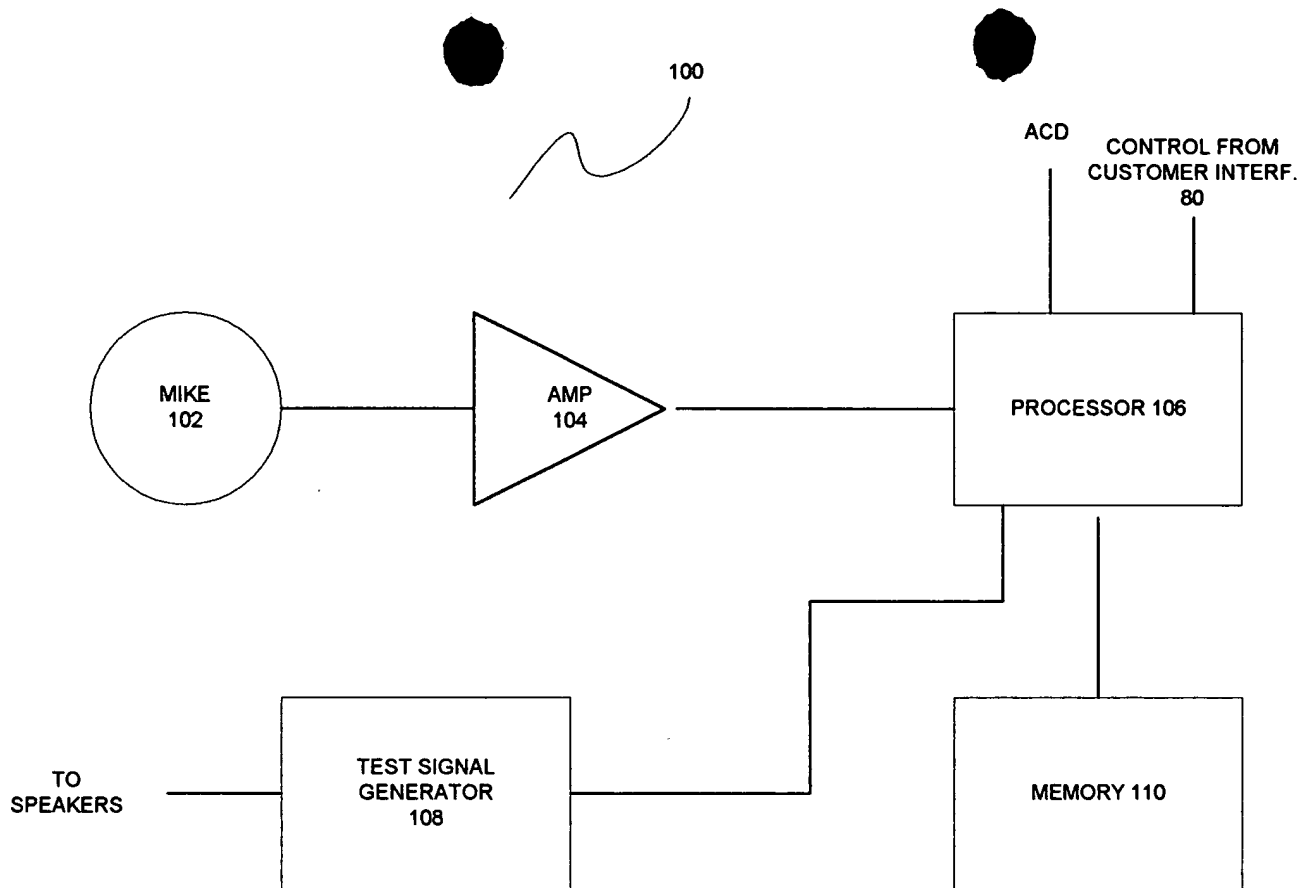 100
ACD
CONTROL FROM
CUSTOMER INTERF.
80
MIKE
102
AMP
104
PROCESSOR 106
TO
SPEAKERS
TEST SIGNAL
GENERATOR
108
MEMORY 110